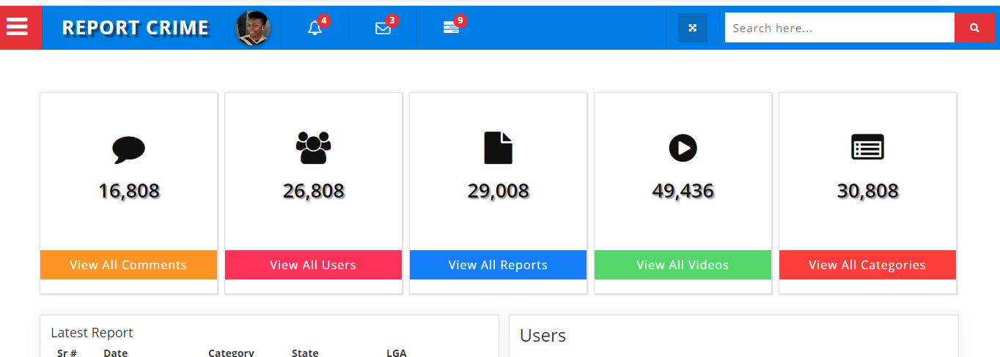 REPORT CRIME
4
3
9
Search here...
16,808
26,808
29,008
49,436
30,808
View All Comments
View All Users
View All Reports
View All Videos
View All Categories
Latest Report
Users
Sr # Date Category State LGA